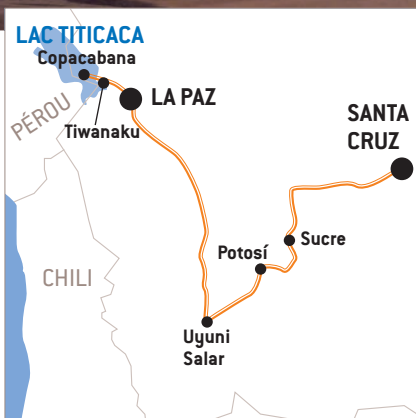 LAC TITICACA
Copacabana
PÉROU
Tiwanaku
LA PAZ
SANTA
CRUZ
Sucre
Potosí
CHILI
Uyuni
Salar